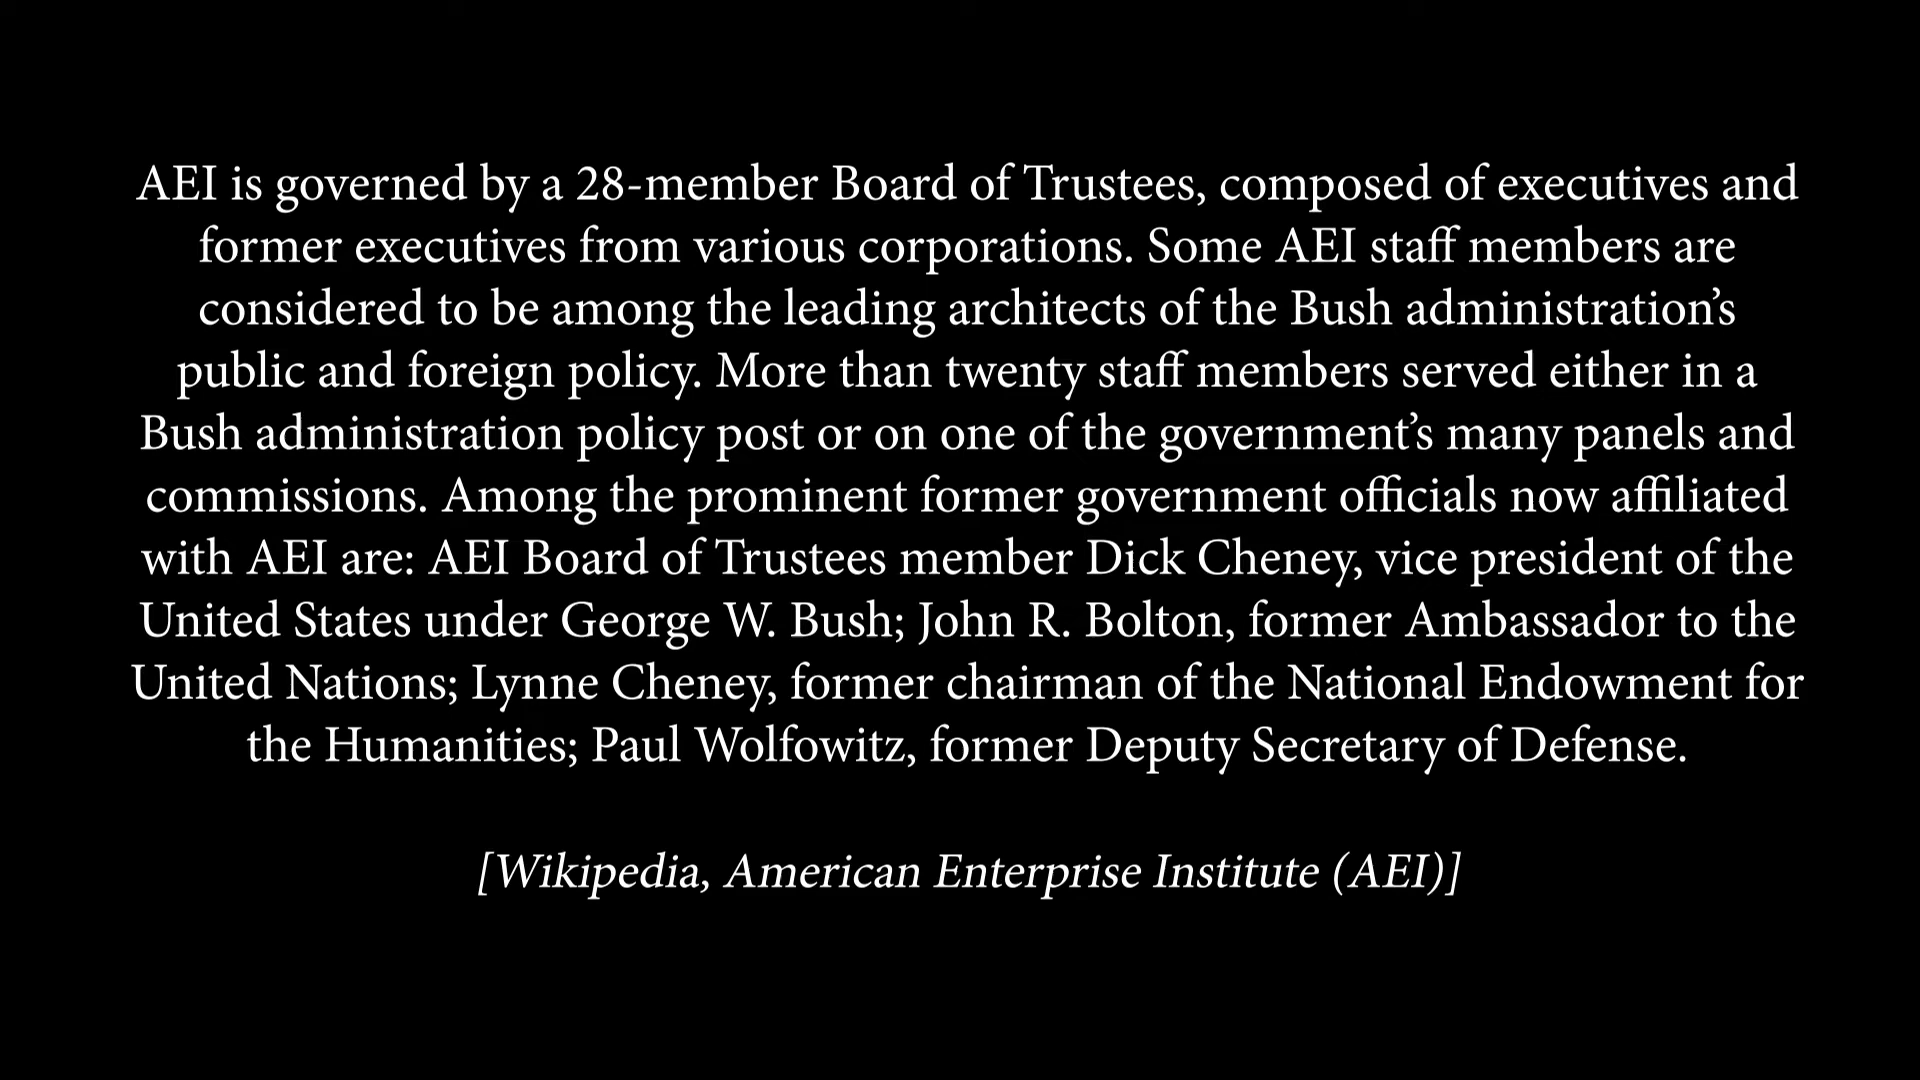 AEI is governed by a 28-member Board of Trustees, composed of executives and
former executives from various corporations. Some AEI staff members are
considered to be among the leading architects of the Bush administration’s
public and foreign policy. More than twenty staff members served either in a
Bush administration policy post or on one of the government’s many panels and
commissions. Among the prominent former government officials now affiliated
with AEI are: AEI Board of Trustees member Dick Cheney, vice president of the
United States under George W. Bush; John R. Bolton, former Ambassador to the
United Nations; Lynne Cheney, former chairman of the National Endowment for
the Humanities; Paul Wolfowitz, former Deputy Secretary of Defense.
[Wikipedia, American Enterprise Institute (AEI)]